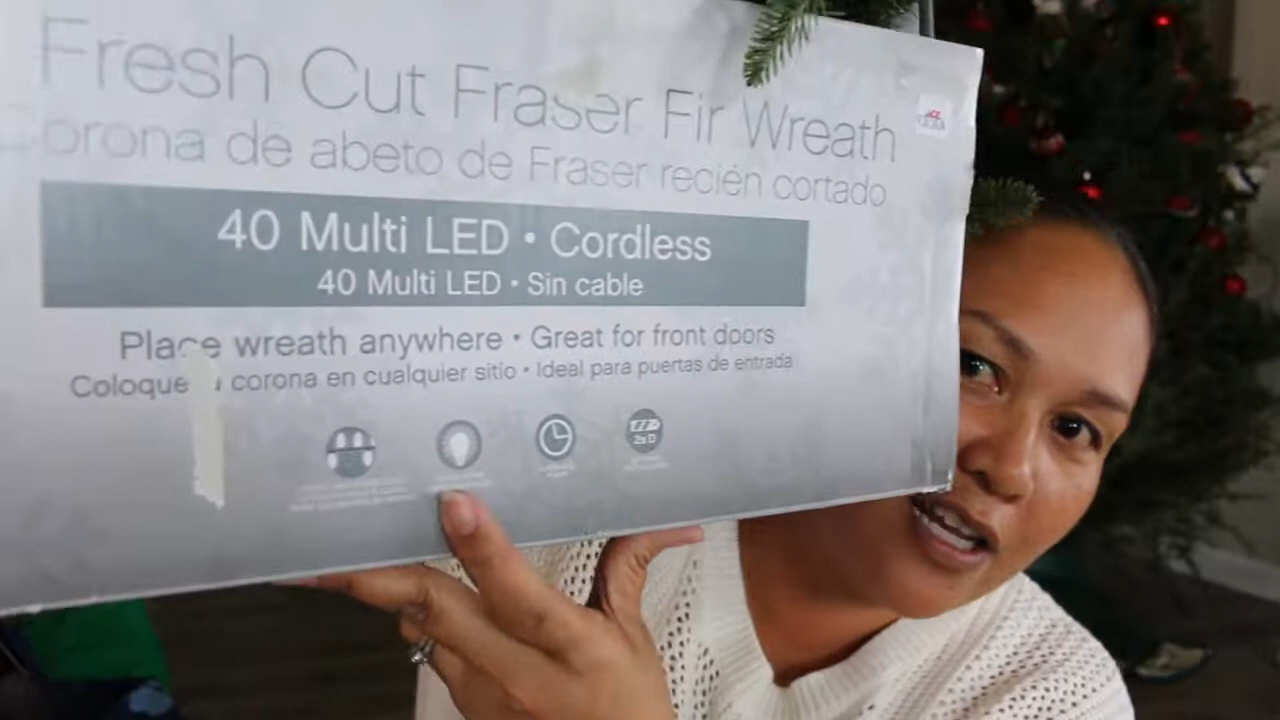 Fresh Cut Fraser Fir Wreath
Corona de abeto de Fraser recién cortado
40 Multi LED • Cordless
40 Multi LED • Sin cable
Place wreath anywhere • Great for front doors
Coloque corona en cualquier sitio • Ideal para puertas de entrada
2x D